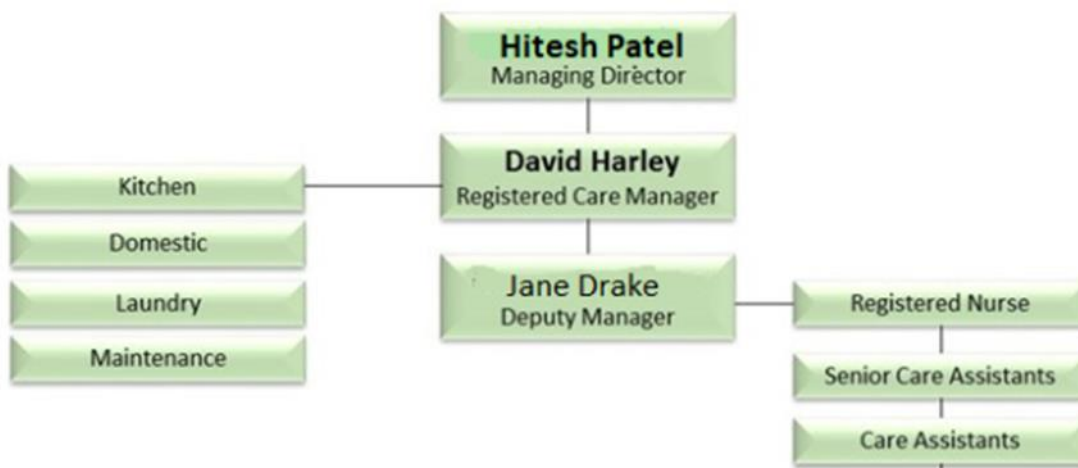 Hitesh Patel
Managing Director
David Harley
Registered Care Manager
Kitchen
Domestic
Laundry
Maintenance
Jane Drake
Deputy Manager
Registered Nurse
Senior Care Assistants
Care Assistants